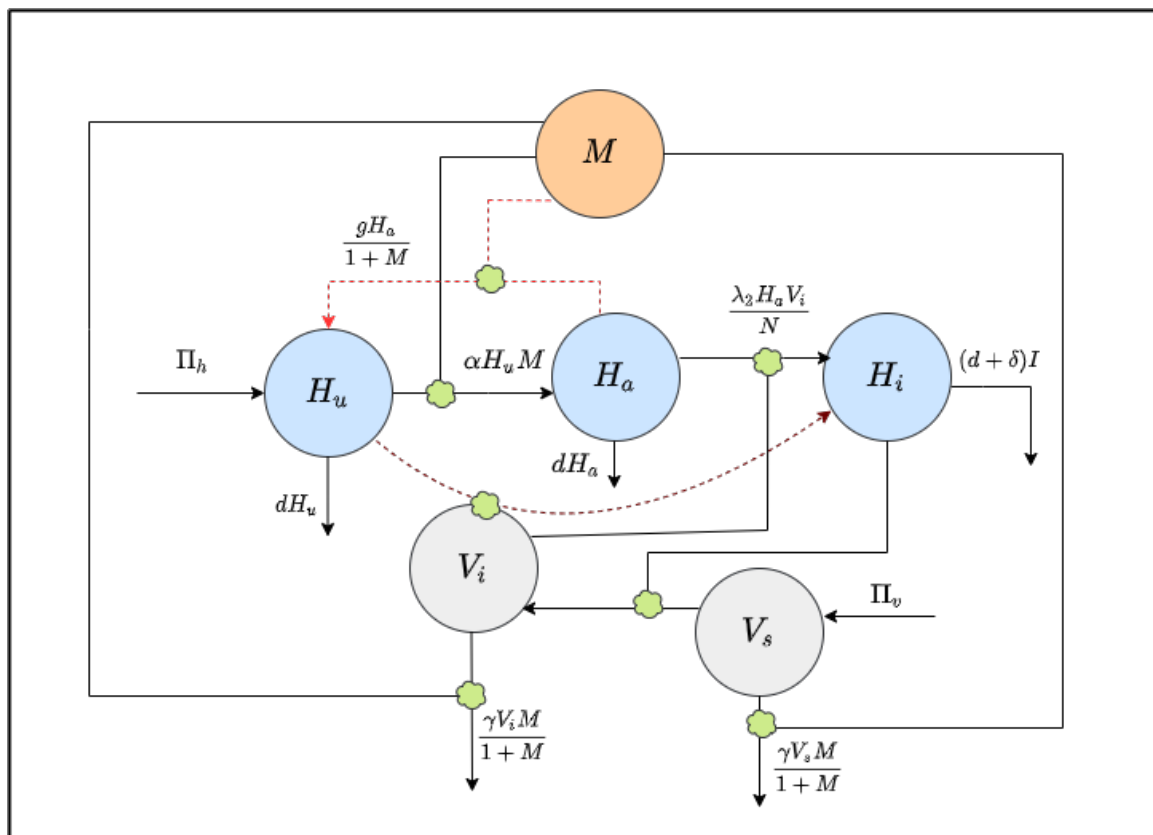 M
gH_a
1 + M
λ_2 H_a V_i
N
Π_h
αH_u M
(d + δ)I
H_u
H_a
H_i
dH_a
dH_u
V_i
Π_v
V_s
γV_i M
1 + M
γV_s M
1 + M